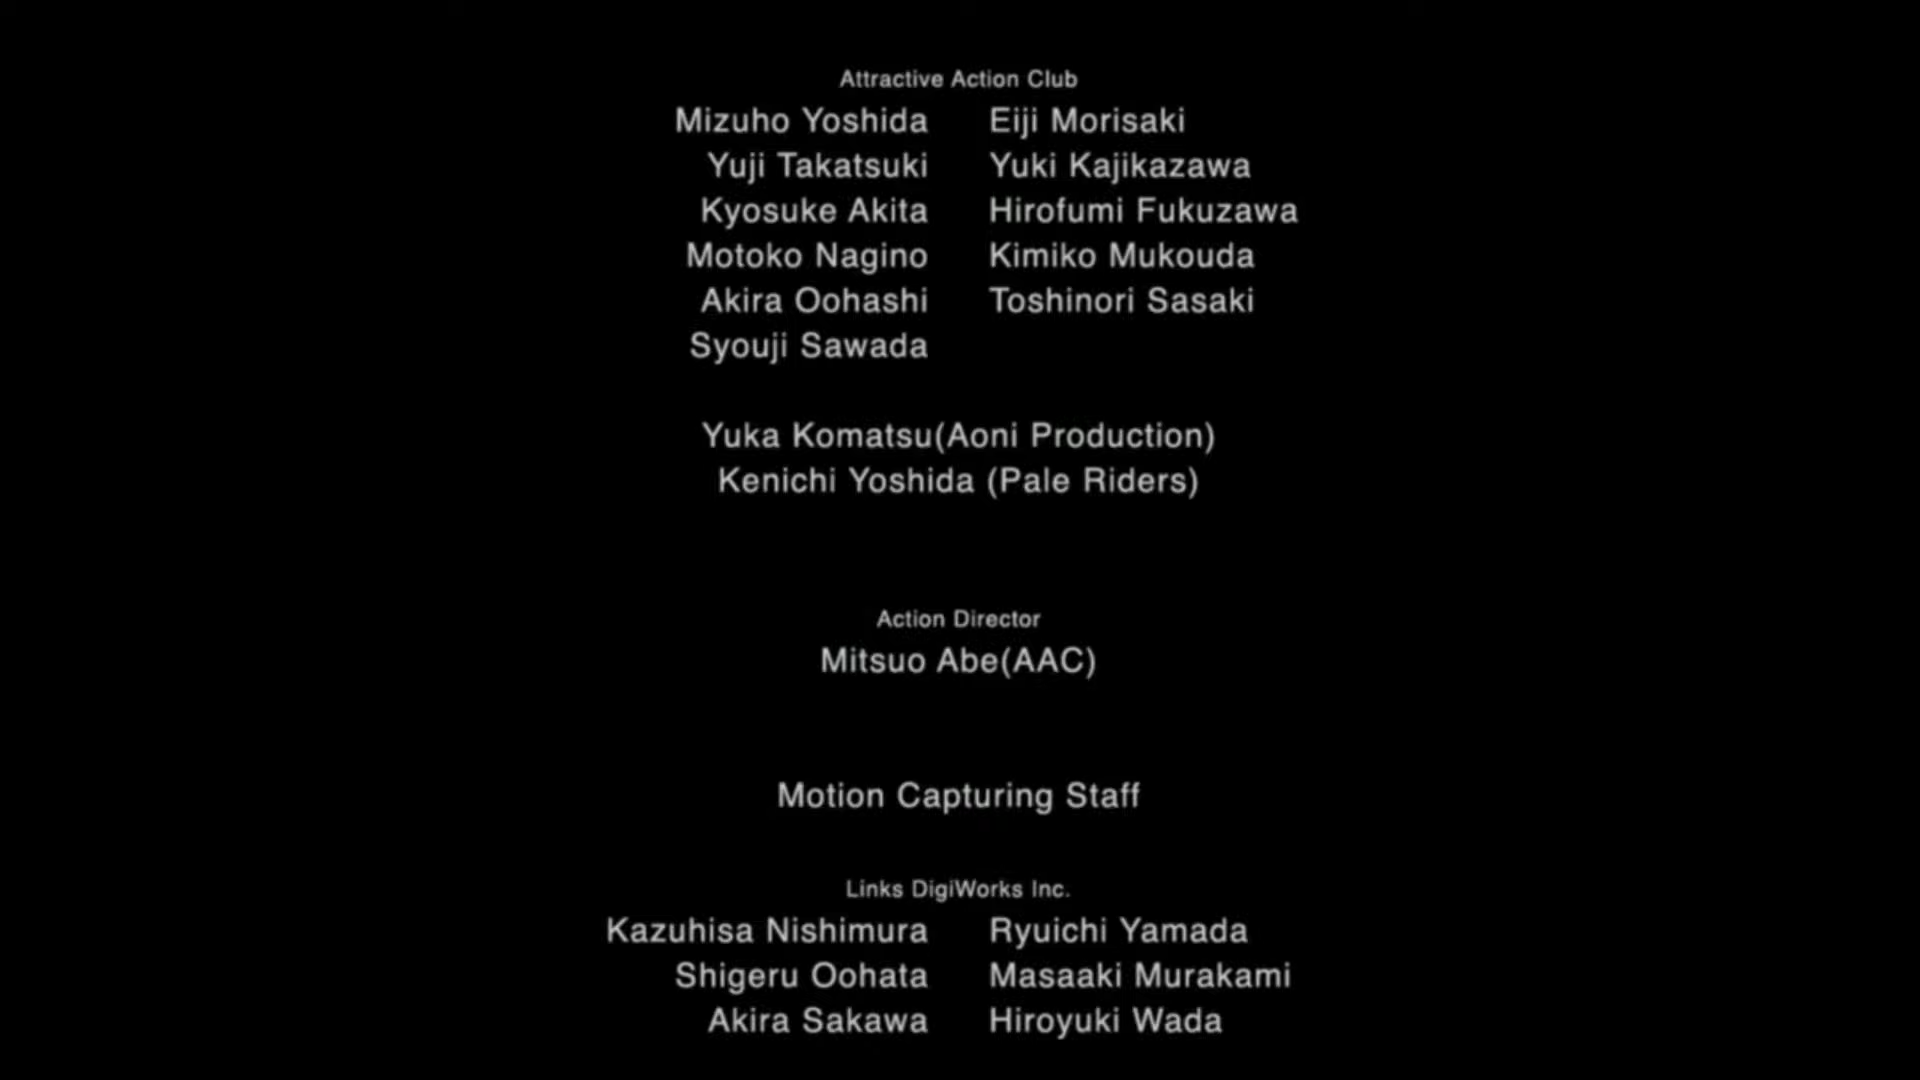 Attractive Action Club
Mizuho Yoshida Eiji Morisaki
Yuji Takatsuki Yuki Kajikazawa
Kyosuke Akita Hirofumi Fukuzawa
Motoko Nagino Kimiko Mukouda
Akira Oohashi Toshinori Sasaki
Syouji Sawada
Yuka Komatsu(Aoni Production)
Kenichi Yoshida (Pale Riders)
Action Director
Mitsuo Abe(AAC)
Motion Capturing Staff
Links DigiWorks Inc.
Kazuhisa Nishimura Ryuichi Yamada
Shigeru Oohata Masaaki Murakami
Akira Sakawa Hiroyuki Wada